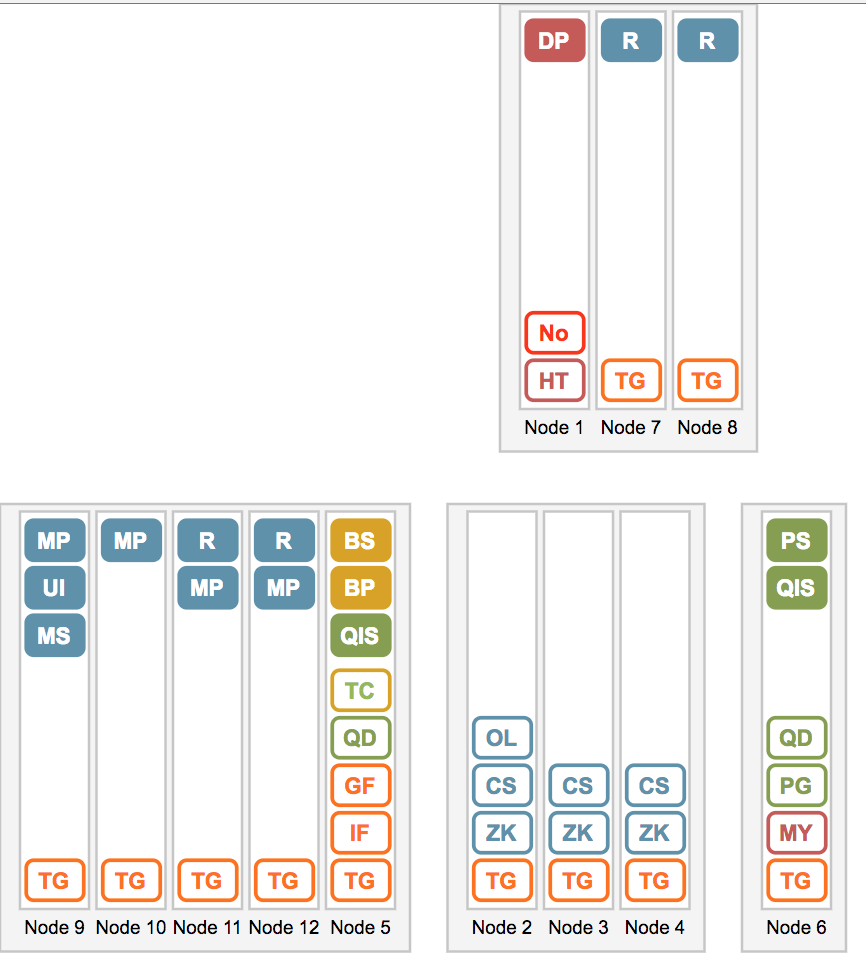 DP R R
No
HT TG TG
Node 1 Node 7 Node 8
MP MP R R BS PS
UI MP MP BP QIS
MS QIS
TC
QD OL QD
GF CS CS CS PG
IF ZK ZK ZK MY
TG TG TG TG TG TG TG TG TG
Node 9 Node 10 Node 11 Node 12 Node 5 Node 2 Node 3 Node 4 Node 6